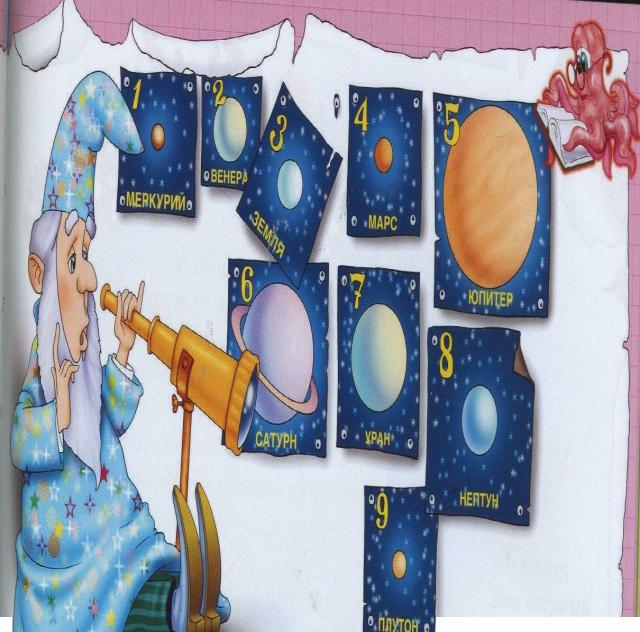 1
МЕРКУРИЙ
2
ВЕНЕРА
3
ЗЕМЛЯ
4
МАРС
5
ЮПИТЕР
6
САТУРН
7
УРАН
8
НЕПТУН
9
ПЛУТОН